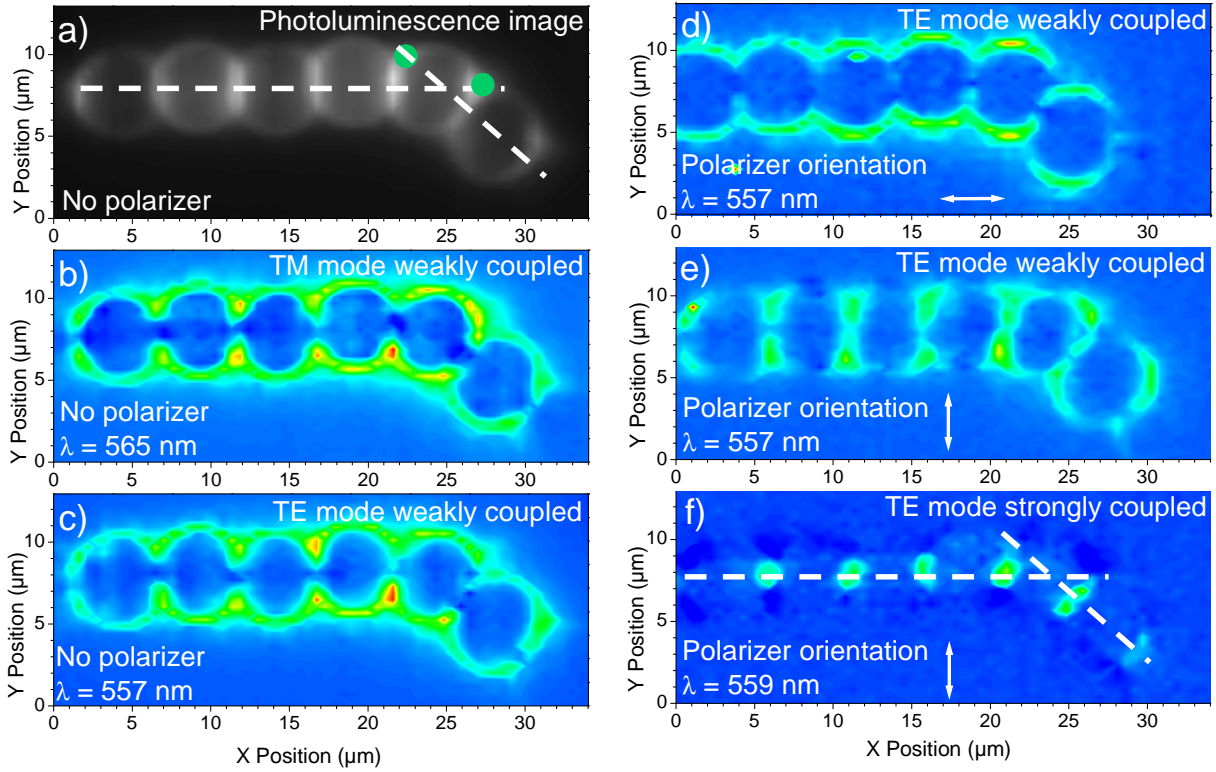 a)
Photoluminescence image
No polarizer
Y Position (µm)
10
5
0
0 5 10 15 20 25 30
b)
TM mode weakly coupled
No polarizer
λ = 565 nm
Y Position (µm)
10
5
0
0 5 10 15 20 25 30
c)
TE mode weakly coupled
No polarizer
λ = 557 nm
Y Position (µm)
10
5
0
0 5 10 15 20 25 30
X Position (µm)
d)
TE mode weakly coupled
Polarizer orientation
λ = 557 nm
Y Position (µm)
10
5
0
0 5 10 15 20 25 30
e)
TE mode weakly coupled
Polarizer orientation
λ = 557 nm
Y Position (µm)
10
5
0
0 5 10 15 20 25 30
f)
TE mode strongly coupled
Polarizer orientation
λ = 559 nm
Y Position (µm)
10
5
0
0 5 10 15 20 25 30
X Position (µm)